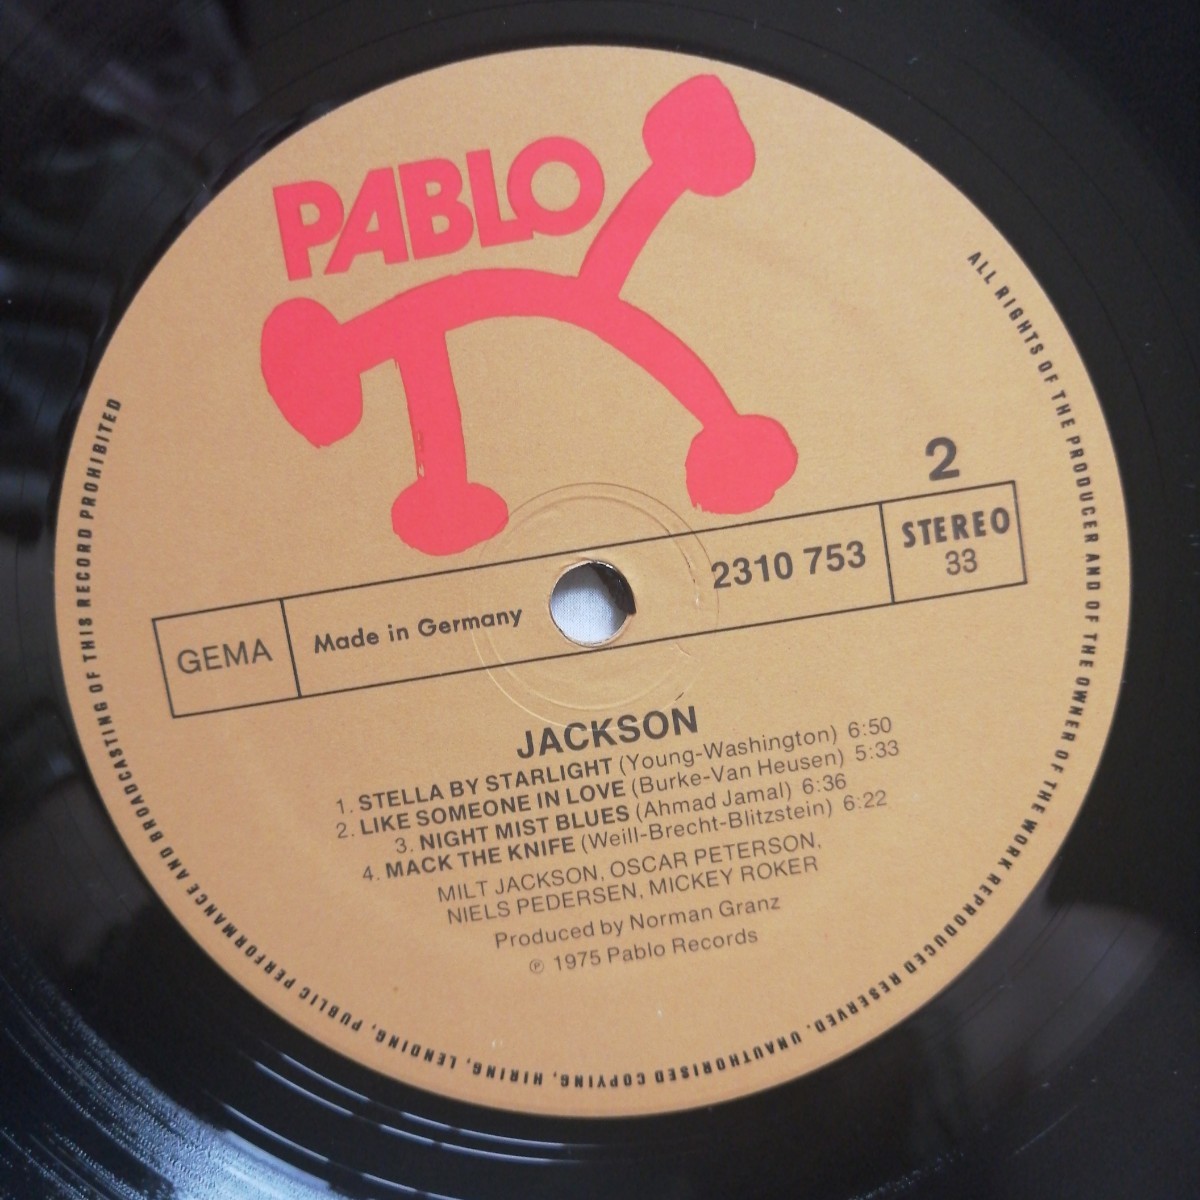 PABLO
2
GEMA Made in Germany 2310 753 STEREO
33
JACKSON
1. STELLA BY STARLIGHT (Young-Washington) 6:50
2. LIKE SOMEONE IN LOVE (Burke-Van Heusen) 5:33
3. NIGHT MIST BLUES (Ahmad Jamal) 6:36
4. MACK THE KNIFE (Weill-Brecht-Blitzstein) 6:22
MILT JACKSON, OSCAR PETERSON,
NIELS PEDERSEN, MICKEY ROKER
Produced by Norman Granz
℗ 1975 Pablo Records
ALL RIGHTS OF THE PRODUCER AND OF THE OWNER OF THE WORK REPRODUCED RESERVED. UNAUTHORISED COPYING, HIRING, LENDING, PUBLIC PERFORMANCE AND BROADCASTING OF THIS RECORD PROHIBITED